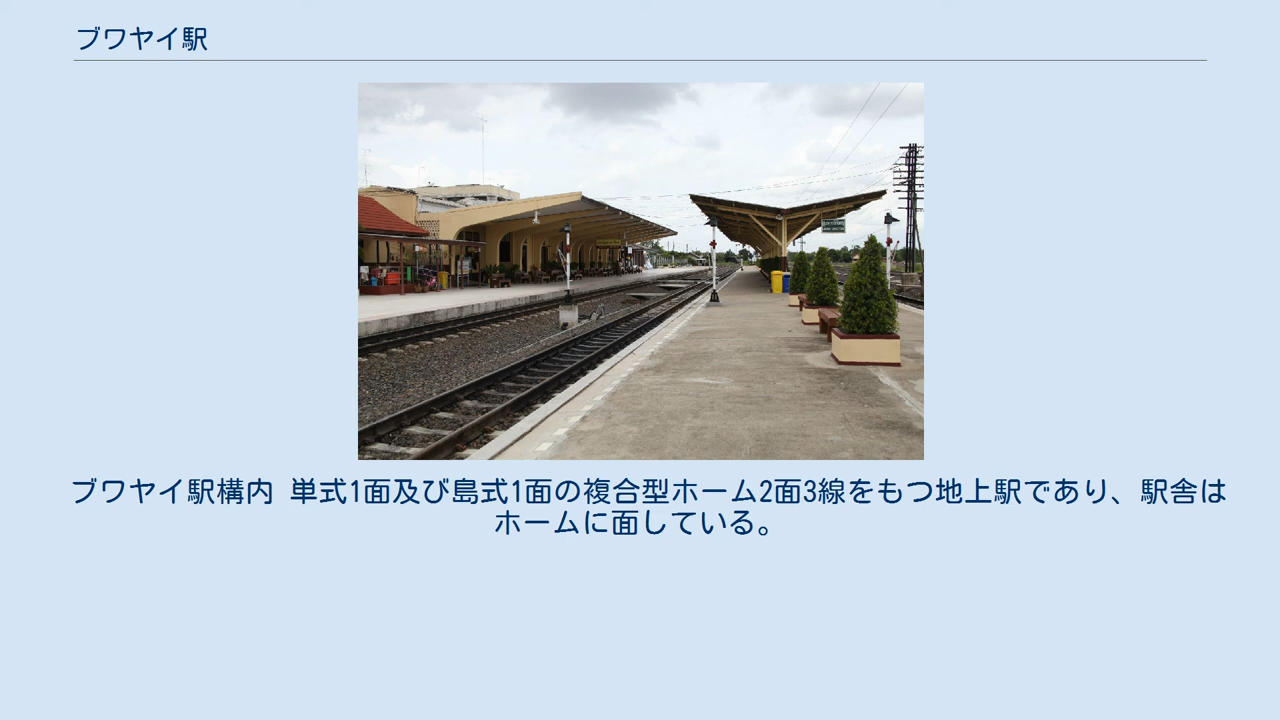 ブワヤイ駅
ブワヤイ駅構内 単式1面及び島式1面の複合型ホーム2面3線をもつ地上駅であり、駅舎は
ホームに面している。